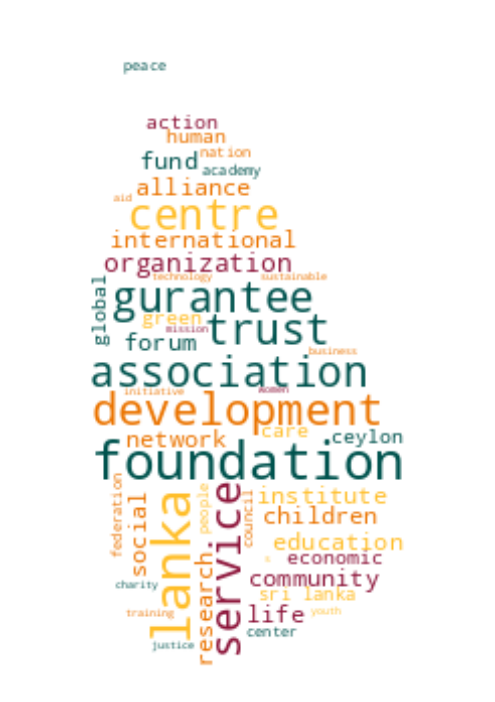 peace
action
human
nation
fund
academy
alliance
aid
centre
international
organization
technology
sustainable
global
gurantee
green
mission
trust
forum
business
association
initiative
women
development
network
care
ceylon
foundation
federation
social
lanka
people
service
council
institute
children
education
economic
community
charity
research
sri lanka
life
youth
training
center
justice